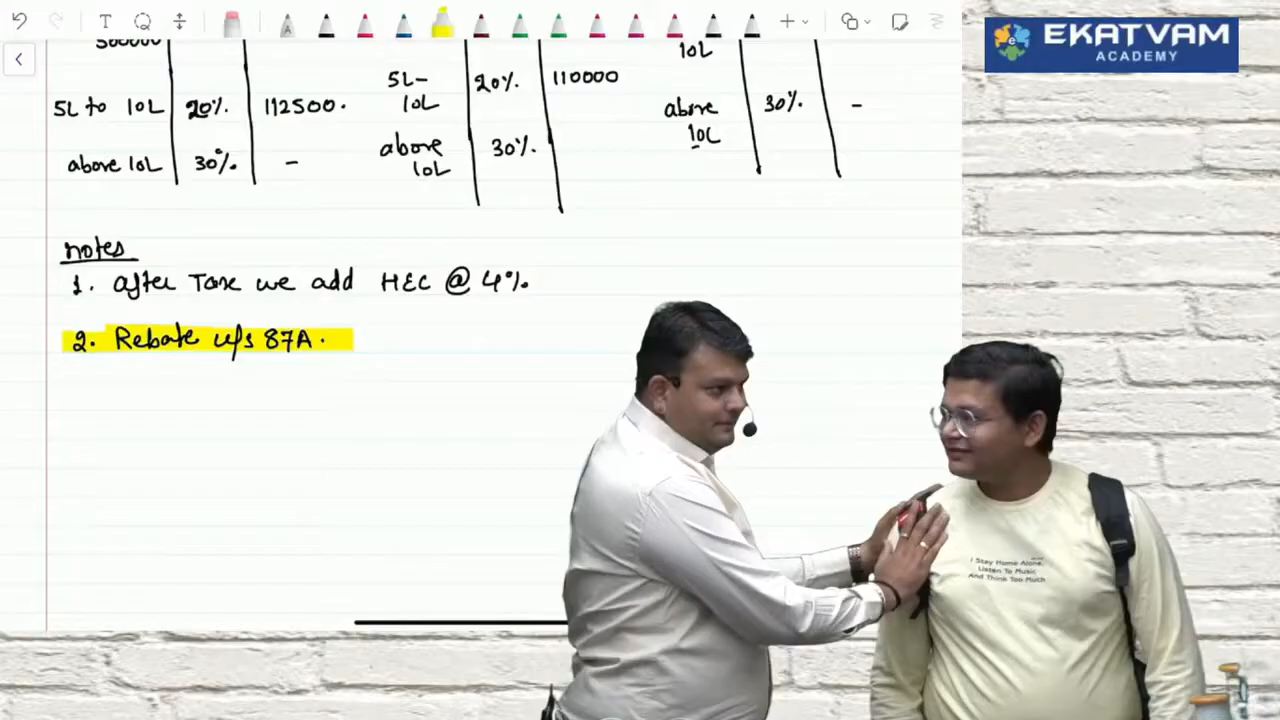 EKATVAM
ACADEMY
500000
5L to 10L 20% 112500.
above 10L 30% -
5L- 10L 20% 110000
above 10L 30%.
10L
above 10L 30% -
notes
1. After Tax we add HEC @ 4%.
2. Rebate u/s 87A.
I Stay Home Alone,
Listen To Music
And Think Too Much